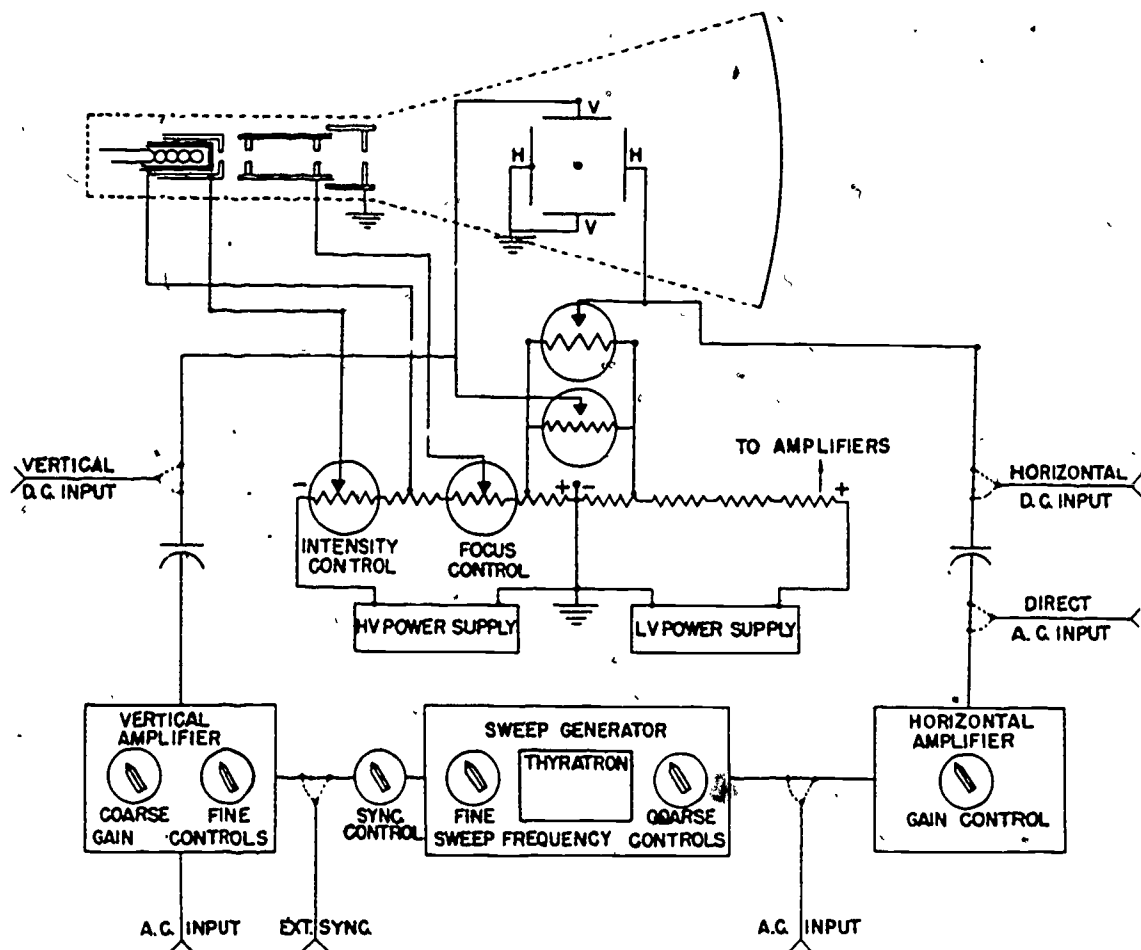 V
H
H
V
TO AMPLIFIERS
VERTICAL
D.C. INPUT
HORIZONTAL
D.C. INPUT
-
+
-
+
INTENSITY
CONTROL
FOCUS
CONTROL
HV POWER SUPPLY
LV POWER SUPPLY
DIRECT
A.C. INPUT
VERTICAL
AMPLIFIER
COARSE
FINE
GAIN CONTROLS
SYNC.
CONTROL
SWEEP GENERATOR
THYRATRON
FINE
COARSE
SWEEP FREQUENCY CONTROLS
HORIZONTAL
AMPLIFIER
GAIN CONTROL
A.C. INPUT
EXT. SYNC.
A.C. INPUT